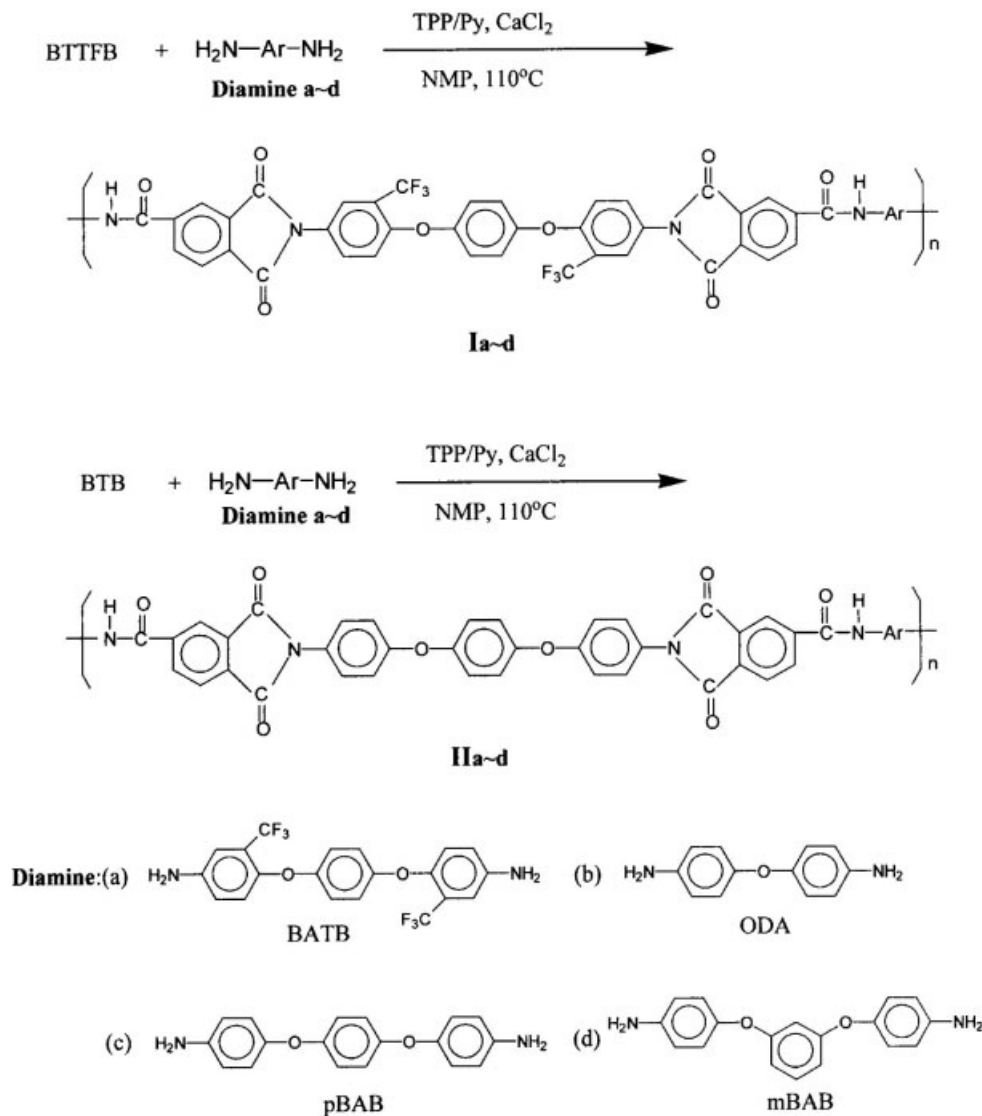 TPP/Py, CaCl2
BTTFB + H2N—Ar—NH2
NMP, 110°C
Diamine a~d
H O O CF3 O O H
N C C C C N Ar
N O O N
C C
O F3C O
n
Ia~d
TPP/Py, CaCl2
BTB + H2N—Ar—NH2
NMP, 110°C
Diamine a~d
H O O O O H
N C C C C N Ar
N O O N
C C
O O
n
IIa~d
CF3
Diamine:(a) H2N O O NH2 (b) H2N O NH2
F3C
BATB ODA
(c) H2N O O NH2 (d) H2N O O NH2
pBAB mBAB